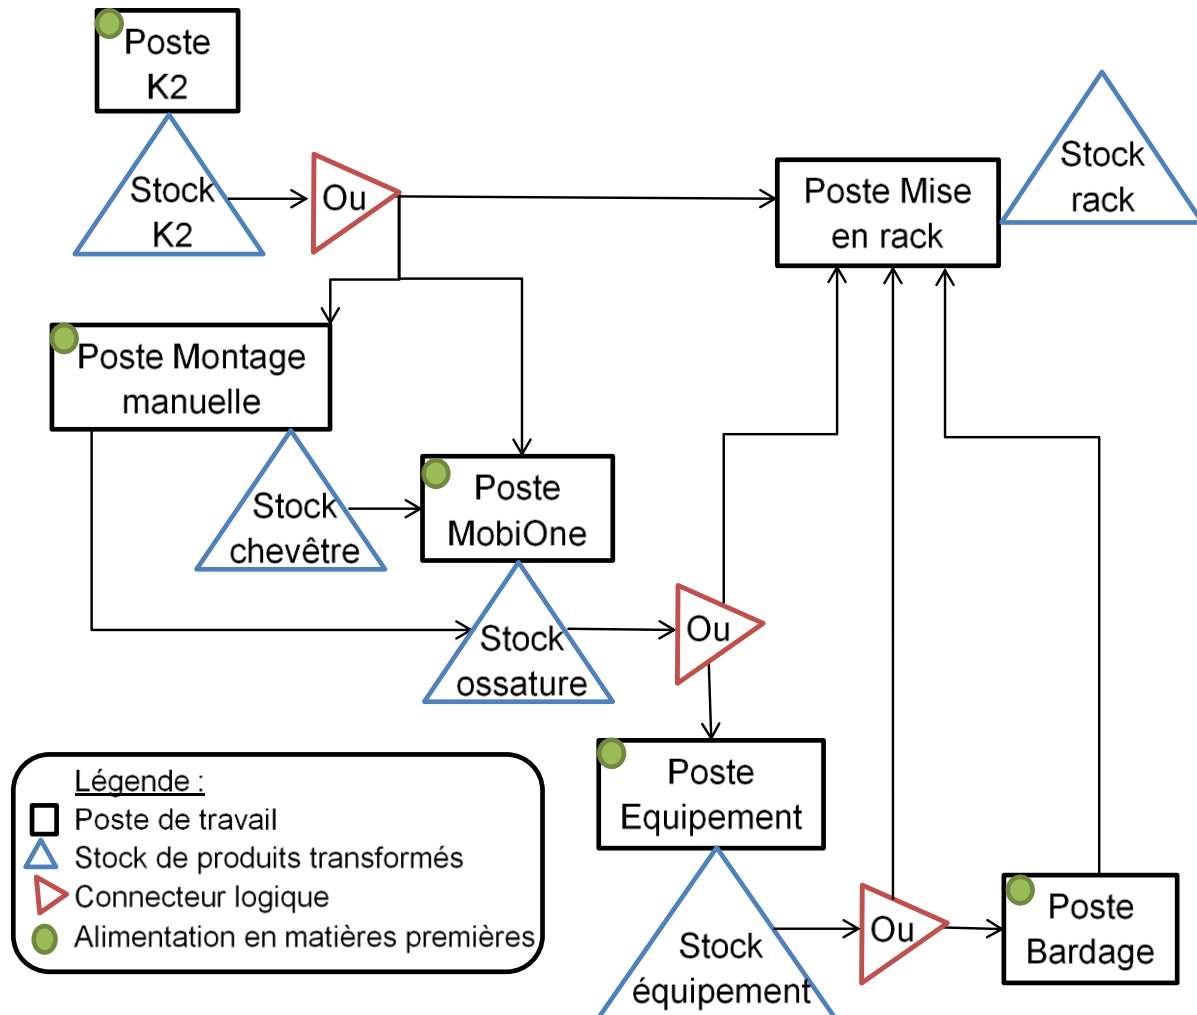 Poste
K2
Stock
K2
Ou
Poste Mise
en rack
Stock
rack
Poste Montage
manuelle
Stock
chevêtre
Poste
MobiOne
Stock
ossature
Ou
Poste
Equipement
Stock
équipement
Ou
Poste
Bardage
Légende :
Poste de travail
Stock de produits transformés
Connecteur logique
Alimentation en matières premières